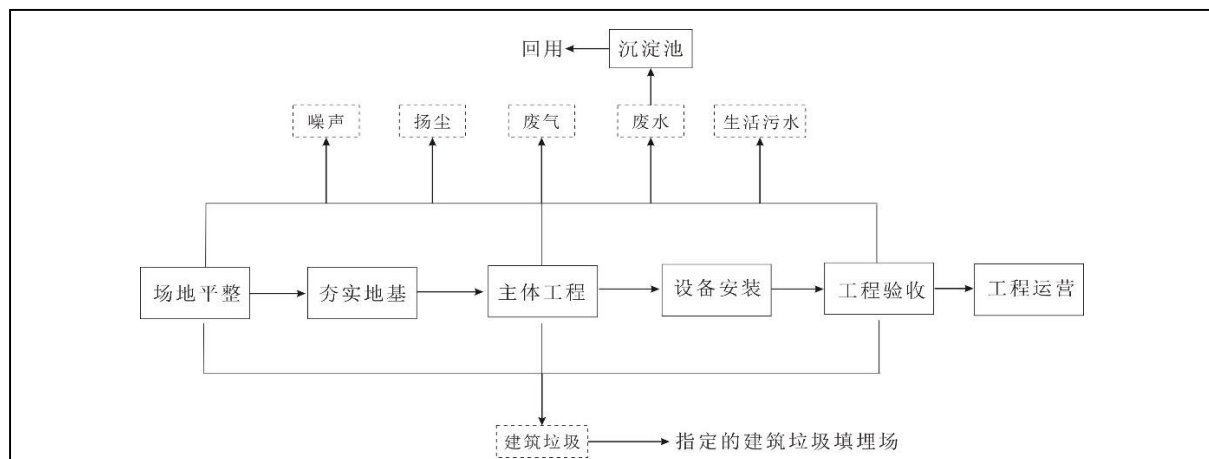 回用
沉淀池
噪声
扬尘
废气
废水
生活污水
场地平整
夯实地基
主体工程
设备安装
工程验收
工程运营
建筑垃圾
指定的建筑垃圾填埋场